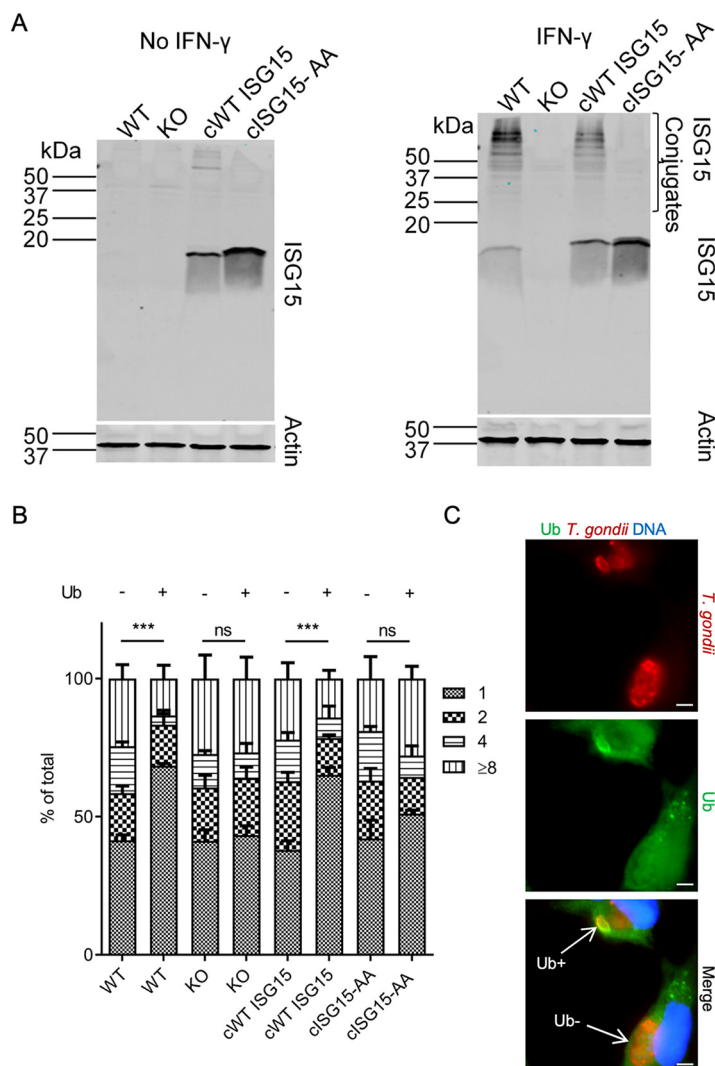 A
No IFN-γ
WT
KO
cWT ISG15
cISG15- AA
kDa
50
37
25
20
ISG15
50
37
Actin
IFN-γ
WT
KO
cWT ISG15
cISG15- AA
kDa
50
37
25
20
ISG15
Conjugates
ISG15
50
37
Actin
B
Ub - + - + - + - +
*** ns *** ns
100
50
0
% of total
1
2
4
≥8
WT
WT
KO
KO
cWT ISG15
cWT ISG15
cISG15-AA
cISG15-AA
C
Ub T. gondii DNA
T. gondii
Ub
Ub+
Ub-
Merge